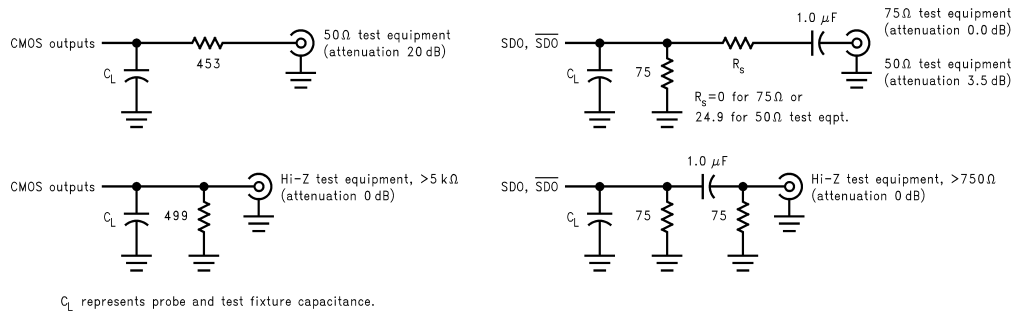 CMOS outputs
C_L
453
50Ω test equipment
(attenuation 20 dB)
SDO, S̅D̅O̅
C_L
75
R_s
1.0 μF
75Ω test equipment
(attenuation 0.0 dB)
50Ω test equipment
(attenuation 3.5 dB)
R_s=0 for 75Ω or
24.9 for 50Ω test eqpt.
CMOS outputs
C_L
499
Hi-Z test equipment, >5 kΩ
(attenuation 0 dB)
SDO, S̅D̅O̅
C_L
75
1.0 μF
75
Hi-Z test equipment, >750Ω
(attenuation 0 dB)
C_L represents probe and test fixture capacitance.